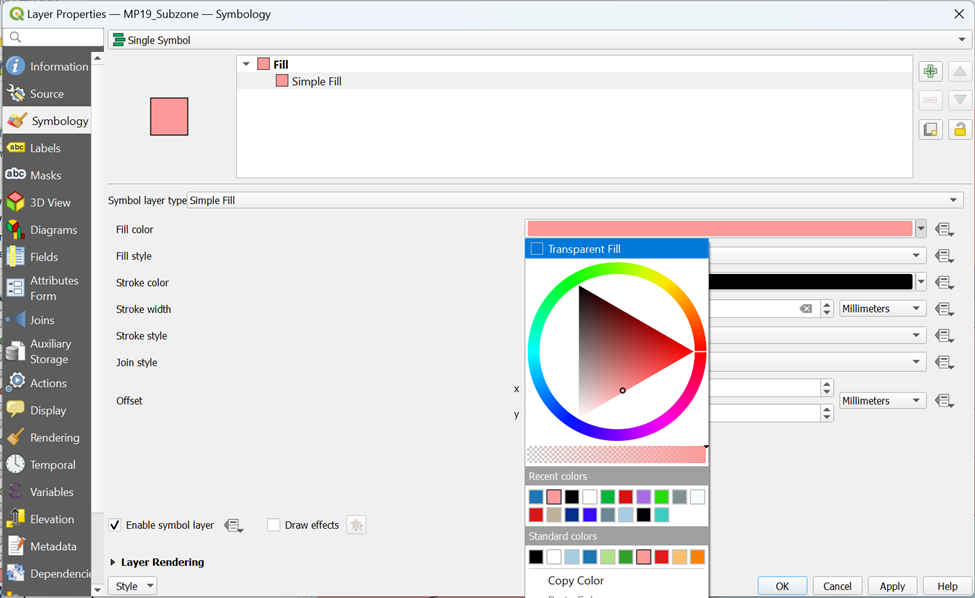 Layer Properties — MP19_Subzone — Symbology
Single Symbol
Information
Source
Symbology
Labels
Masks
3D View
Diagrams
Fields
Attributes
Form
Joins
Auxiliary
Storage
Actions
Display
Rendering
Temporal
Variables
Elevation
Metadata
Fill
Simple Fill
Symbol layer type Simple Fill
Fill color
Fill style
Stroke color
Stroke width
Millimeters
Stroke style
Join style
Offset
x
y
Millimeters
Transparent Fill
Recent colors
Standard colors
Copy Color
Enable symbol layer
Draw effects
Layer Rendering
Style
OK
Cancel
Apply
Help